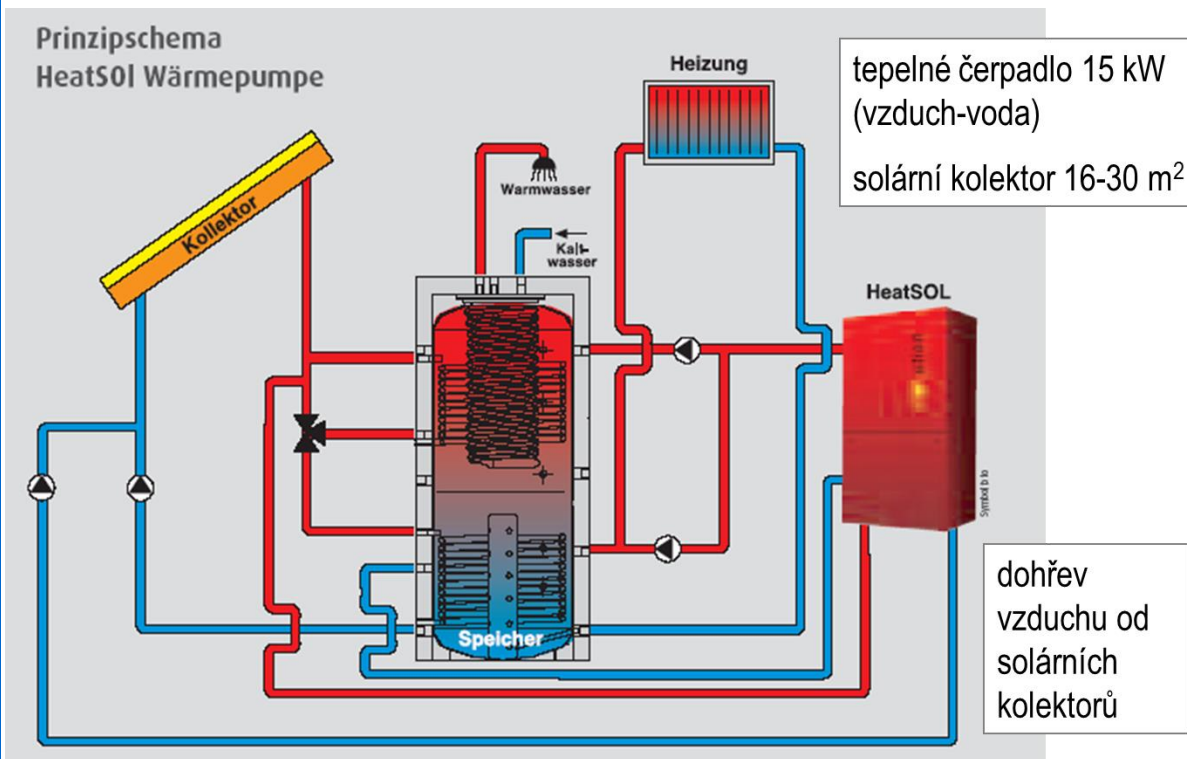 Prinzipschema
HeatSOl Wärmepumpe
Heizung
tepelné čerpadlo 15 kW
(vzduch-voda)
solární kolektor 16-30 m²
Warmwasser
Kalt-
wasser
Kollektor
HeatSOL
Speicher
dohřev
vzduchu od
solárních
kolektorů